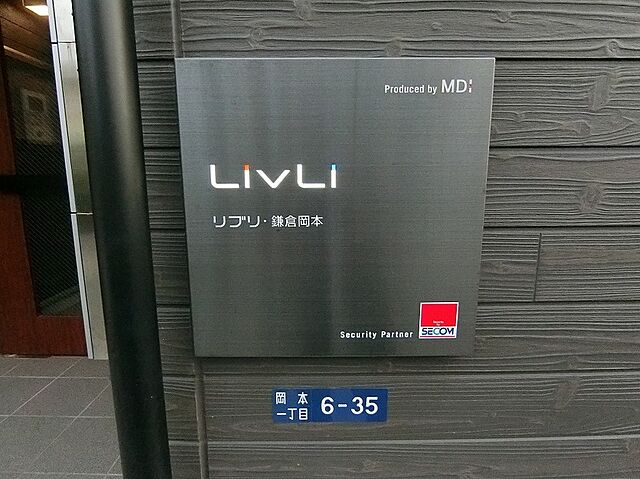 Produced by MDI
LivLi
リブリ・鎌倉岡本
Security Partner
SECOM
岡本
一丁目 6-35